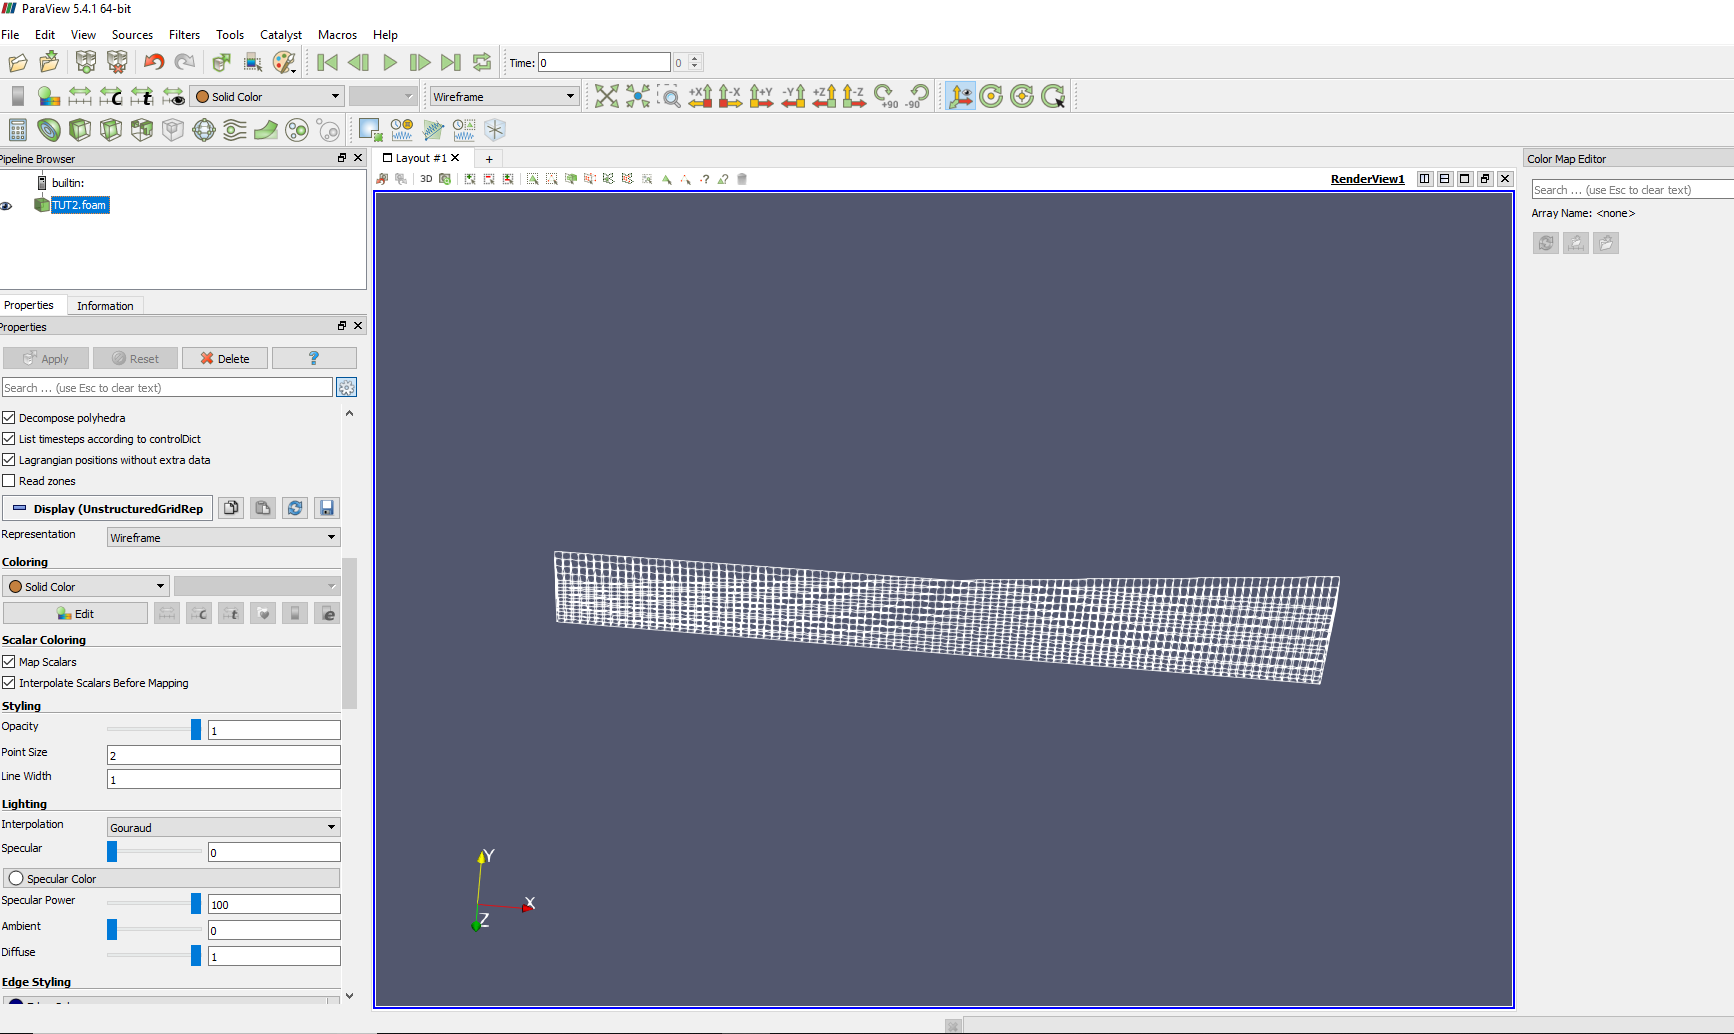 ParaView 5.4.1 64-bit
File Edit View Sources Filters Tools Catalyst Macros Help
Time: 0 0
Solid Color Wireframe +X -X +Y -Y +Z -Z +90 -90
Pipeline Browser
builtin:
TUT2.foam
Properties Information
Properties
Apply Reset Delete ?
Search ... (use Esc to clear text)
Decompose polyhedra
List timesteps according to controlDict
Lagrangian positions without extra data
Read zones
Display (UnstructuredGridRep
Representation Wireframe
Coloring
Solid Color
Edit
Scalar Coloring
Map Scalars
Interpolate Scalars Before Mapping
Styling
Opacity 1
Point Size 2
Line Width 1
Lighting
Interpolation Gouraud
Specular 0
Specular Color
Specular Power 100
Ambient 0
Diffuse 1
Edge Styling
Layout #1 +
3D RenderView1
Y
X
Z
Color Map Editor
Search ... (use Esc to clear text)
Array Name: <none>